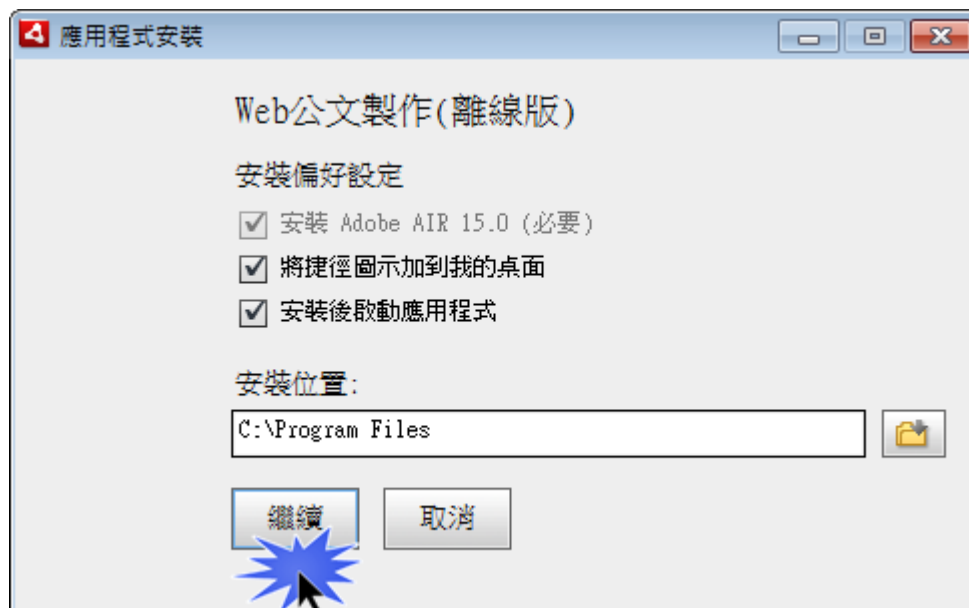 應用程式安裝
Web公文製作(離線版)
安裝偏好設定
安裝 Adobe AIR 15.0 (必要)
將捷徑圖示加到我的桌面
安裝後啟動應用程式
安裝位置:
C:\Program Files
繼續 取消